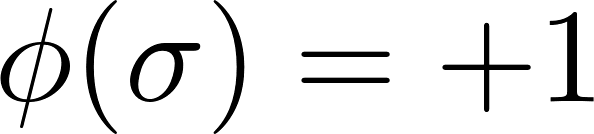 ϕ(σ) = +1